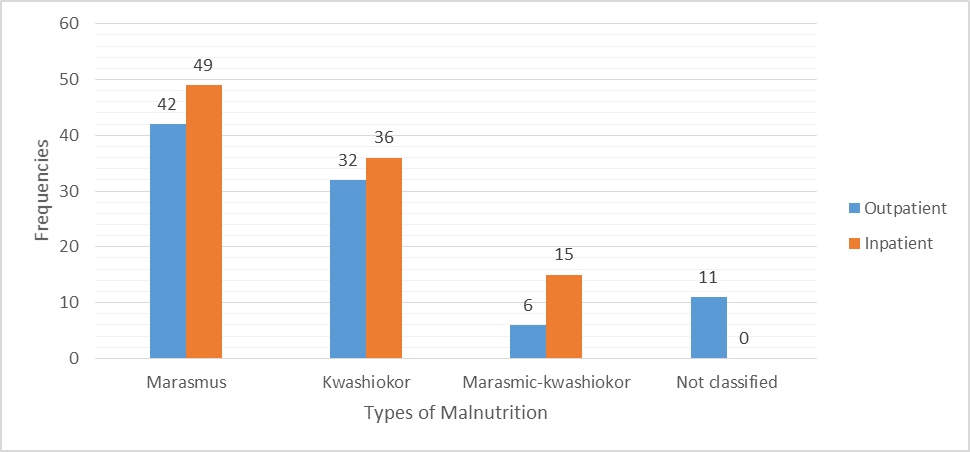 60
50
40
30
20
10
0
Frequencies
42
49
32
36
6
15
11
0
Marasmus
Kwashiokor
Marasmic-kwashiokor
Not classified
Types of Malnutrition
Outpatient
Inpatient